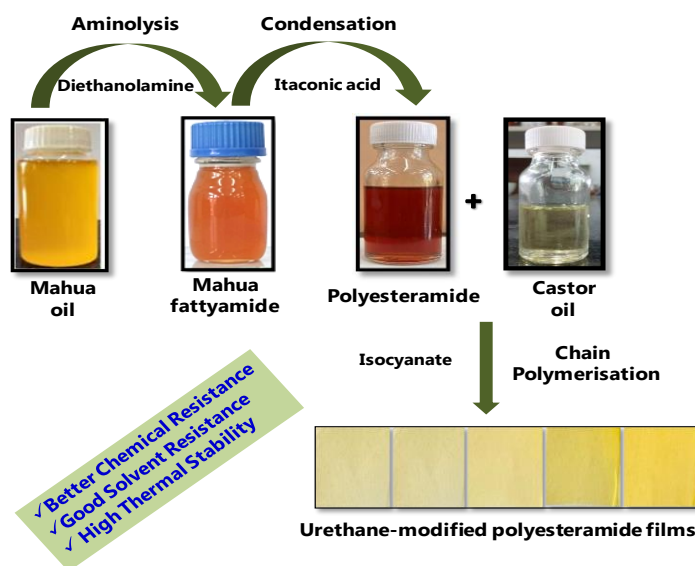 Aminolysis
Condensation
Diethanolamine
Itaconic acid
Mahua
oil
Mahua
fattyamide
Polyesteramide
+
Castor
oil
Isocyanate
Chain
Polymerisation
✓Better Chemical Resistance
✓Good Solvent Resistance
✓ High Thermal Stability
Urethane-modified polyesteramide films